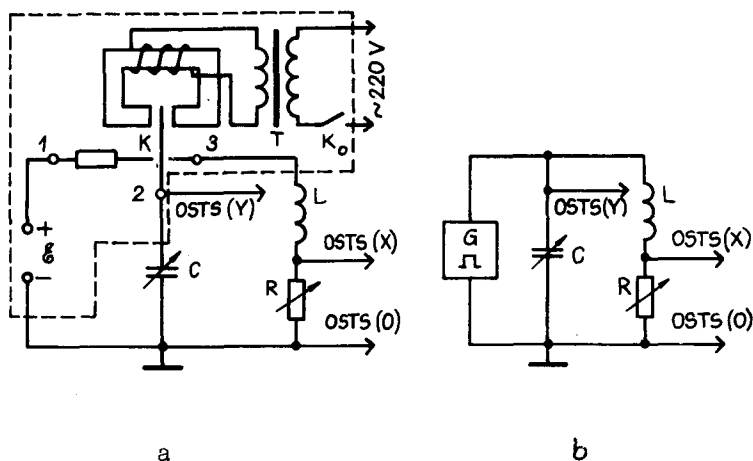 ~220 V
1
K
3
T
K₀
2
OSTS (Y)
L
+
ℰ
−
C
OSTS (X)
R
OSTS (0)
a
G
OSTS(Y)
L
C
OSTS(X)
R
OSTS(0)
b